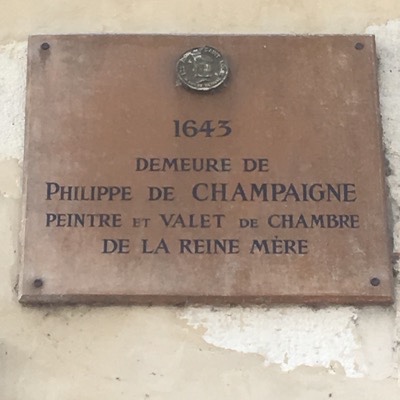 1643
DEMEURE DE
PHILIPPE DE CHAMPAIGNE
PEINTRE ET VALET DE CHAMBRE
DE LA REINE MÈRE